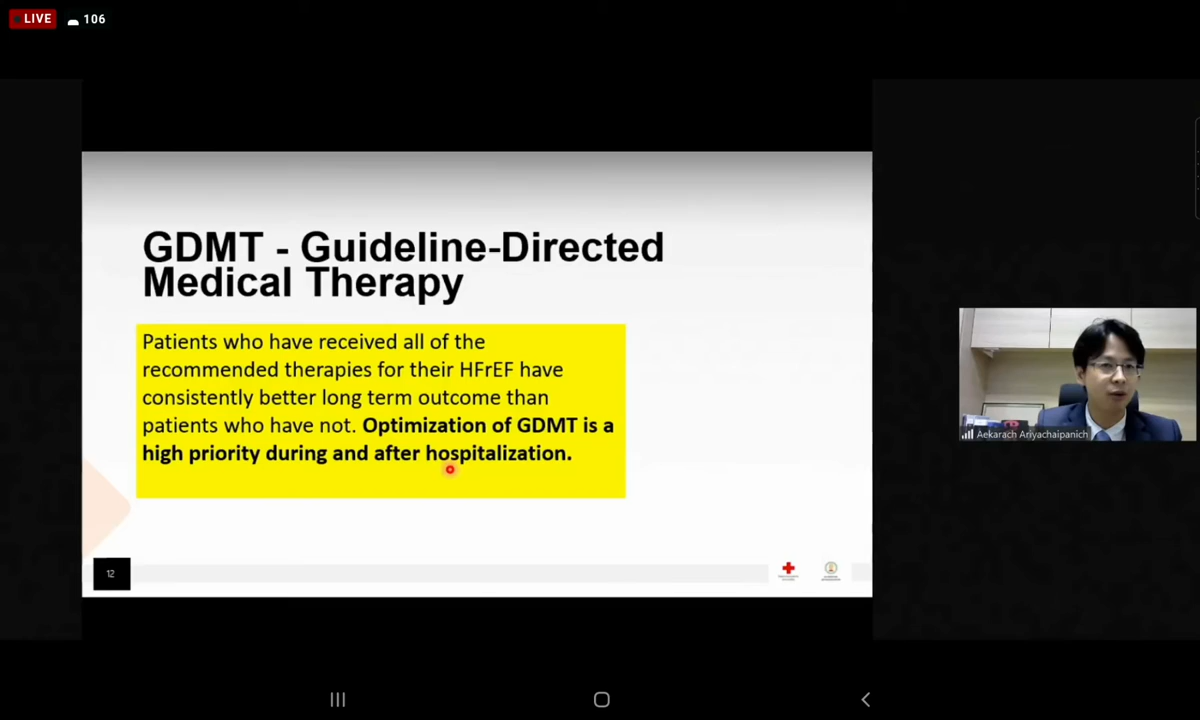 LIVE 106
GDMT - Guideline-Directed
Medical Therapy
Patients who have received all of the
recommended therapies for their HFrEF have
consistently better long term outcome than
patients who have not. Optimization of GDMT is a
high priority during and after hospitalization.
Aekarach Ariyachaipanich
12